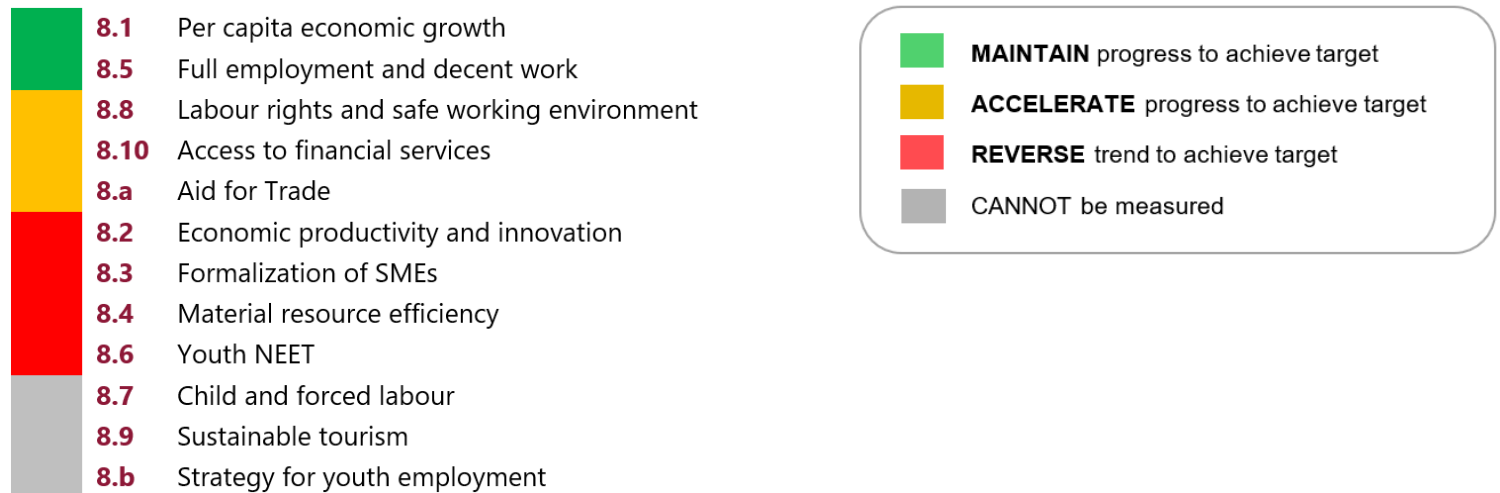 8.1 Per capita economic growth
8.5 Full employment and decent work
8.8 Labour rights and safe working environment
8.10 Access to financial services
8.a Aid for Trade
8.2 Economic productivity and innovation
8.3 Formalization of SMEs
8.4 Material resource efficiency
8.6 Youth NEET
8.7 Child and forced labour
8.9 Sustainable tourism
8.b Strategy for youth employment
MAINTAIN progress to achieve target
ACCELERATE progress to achieve target
REVERSE trend to achieve target
CANNOT be measured